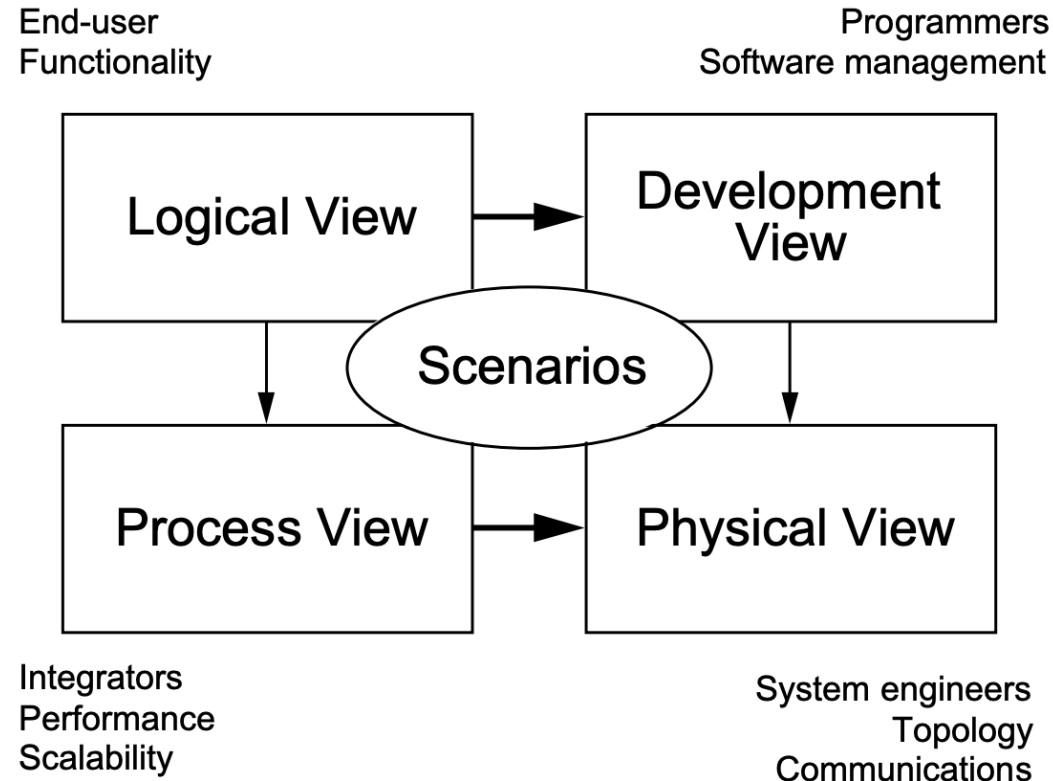 End-user
Functionality
Programmers
Software management
Logical View
Development
View
Scenarios
Process View
Physical View
Integrators
Performance
Scalability
System engineers
Topology
Communications